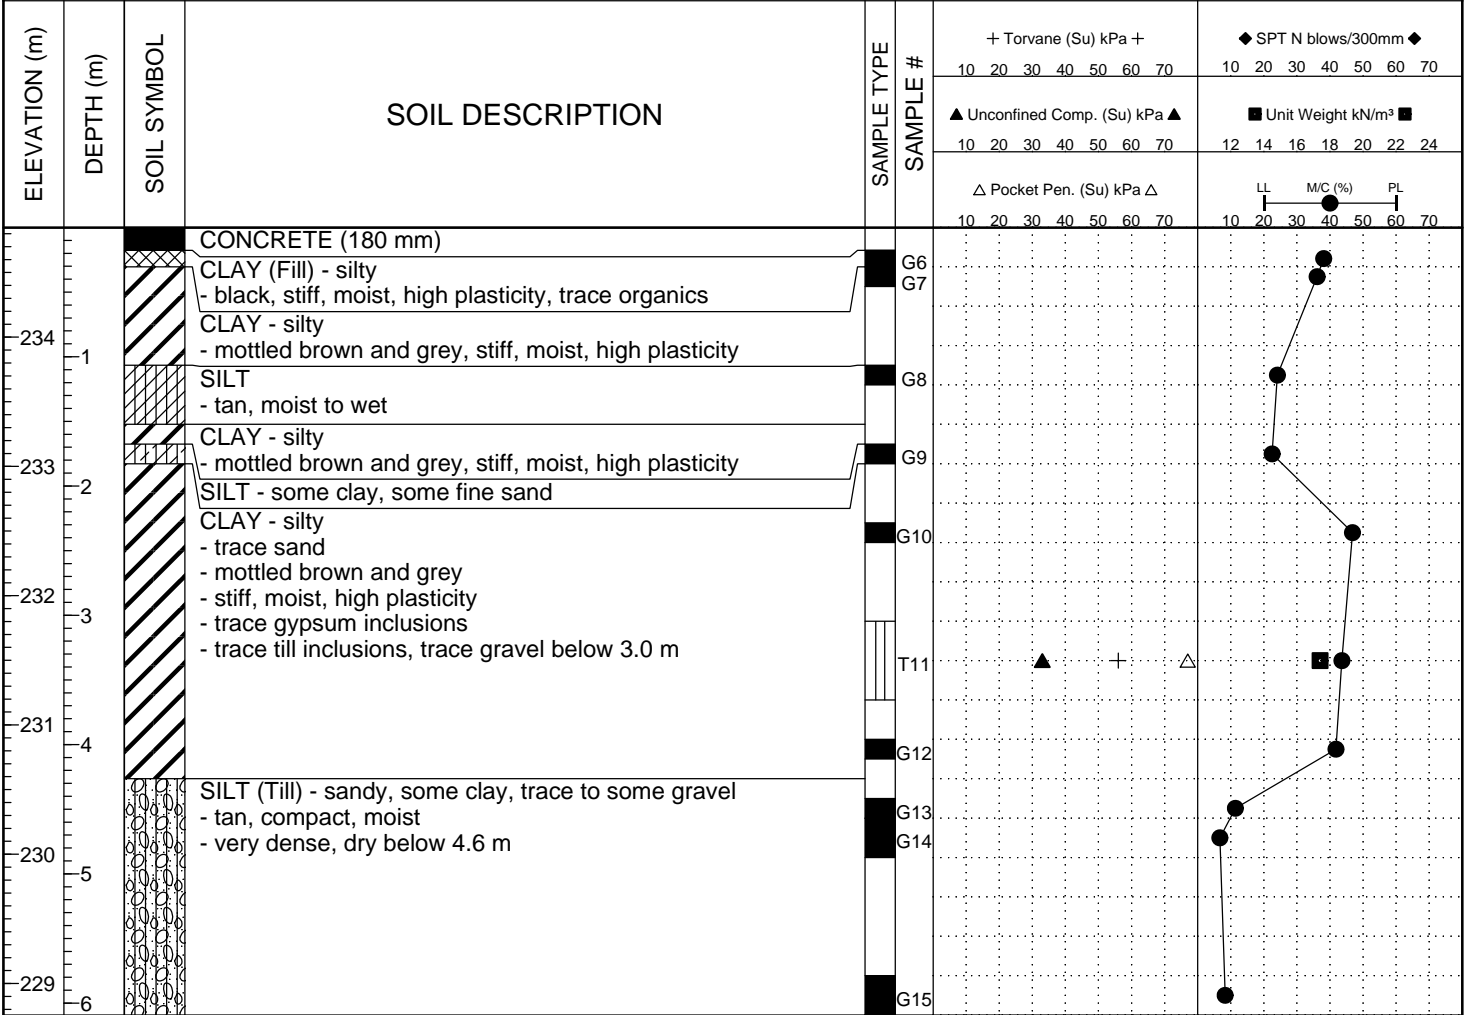 ELEVATION (m)
DEPTH (m)
SOIL SYMBOL
SOIL DESCRIPTION
SAMPLE TYPE
SAMPLE #
+ Torvane (Su) kPa +
10 20 30 40 50 60 70
▲ Unconfined Comp. (Su) kPa ▲
10 20 30 40 50 60 70
△ Pocket Pen. (Su) kPa △
10 20 30 40 50 60 70
◆ SPT N blows/300mm ◆
10 20 30 40 60 70
■ Unit Weight kN/m³ ■
12 14 16 18 20 22 24
LL M/C (%) PL
10 20 30 40 50 60 70
CONCRETE (180 mm)
CLAY (Fill) - silty
- black, stiff, moist, high plasticity, trace organics
CLAY - silty
- mottled brown and grey, stiff, moist, high plasticity
SILT
- tan, moist to wet
CLAY - silty
- mottled brown and grey, stiff, moist, high plasticity
SILT - some clay, some fine sand
CLAY - silty
- trace sand
- mottled brown and grey
- stiff, moist, high plasticity
- trace gypsum inclusions
- trace till inclusions, trace gravel below 3.0 m
SILT (Till) - sandy, some clay, trace to some gravel
- tan, compact, moist
- very dense, dry below 4.6 m
234
233
232
231
230
229
1
2
3
4
5
6
G6
G7
G8
G9
G10
T11
G12
G13
G14
G15